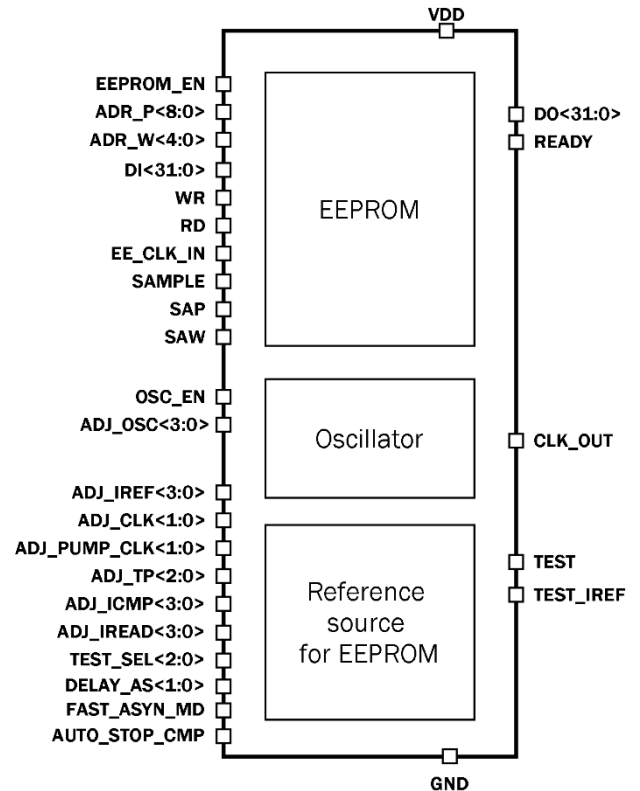 VDD
EEPROM_EN
ADR_P<8:0>
ADR_W<4:0>
DI<31:0>
WR
RD
EE_CLK_IN
SAMPLE
SAP
SAW
EEPROM
DO<31:0>
READY
OSC_EN
ADJ_OSC<3:0>
Oscillator
CLK_OUT
ADJ_IREF<3:0>
ADJ_CLK<1:0>
ADJ_PUMP_CLK<1:0>
ADJ_TP<2:0>
ADJ_ICMP<3:0>
ADJ_IREAD<3:0>
TEST_SEL<2:0>
DELAY_AS<1:0>
FAST_ASYN_MD
AUTO_STOP_CMP
Reference
source
for EEPROM
TEST
TEST_IREF
GND